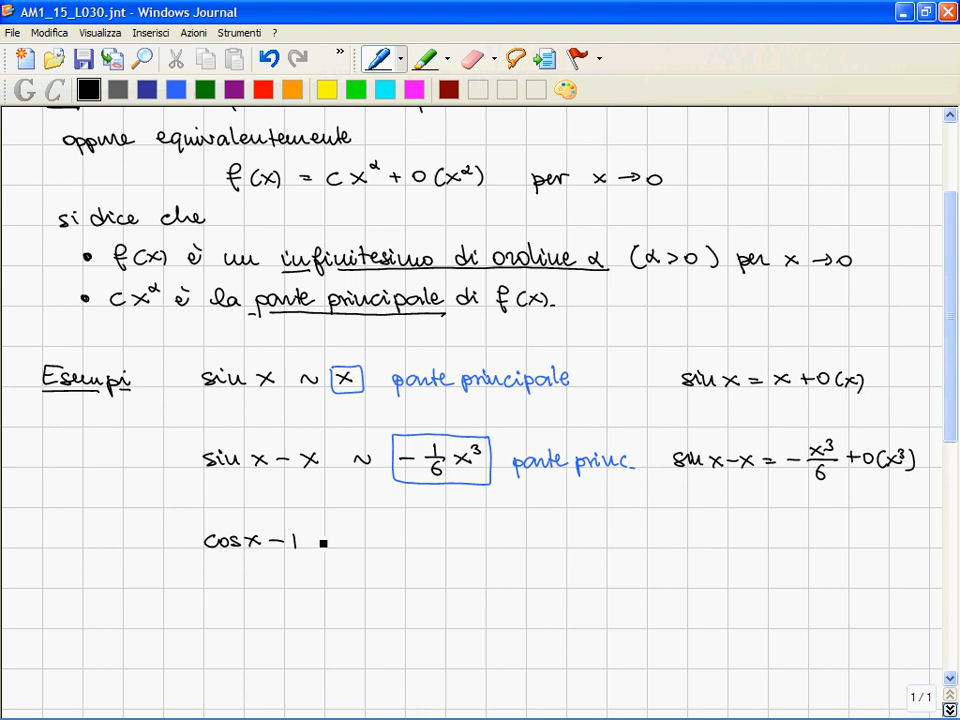 AM1_15_L030.jnt - Windows Journal
File Modifica Visualizza Inserisci Azioni Strumenti ?
oppure equivalentemente
f(x) = c x^α + o(x^α) per x → 0
si dice che
• f(x) è un infinitesimo di ordine α (α > 0) per x → 0
• c x^α è la parte principale di f(x).
Esempi sin x ~ x parte principale sin x = x + o(x)
sin x - x ~ - 1/6 x³ parte princ. sin x - x = - x³/6 + o(x³)
cos x - 1
1 / 1